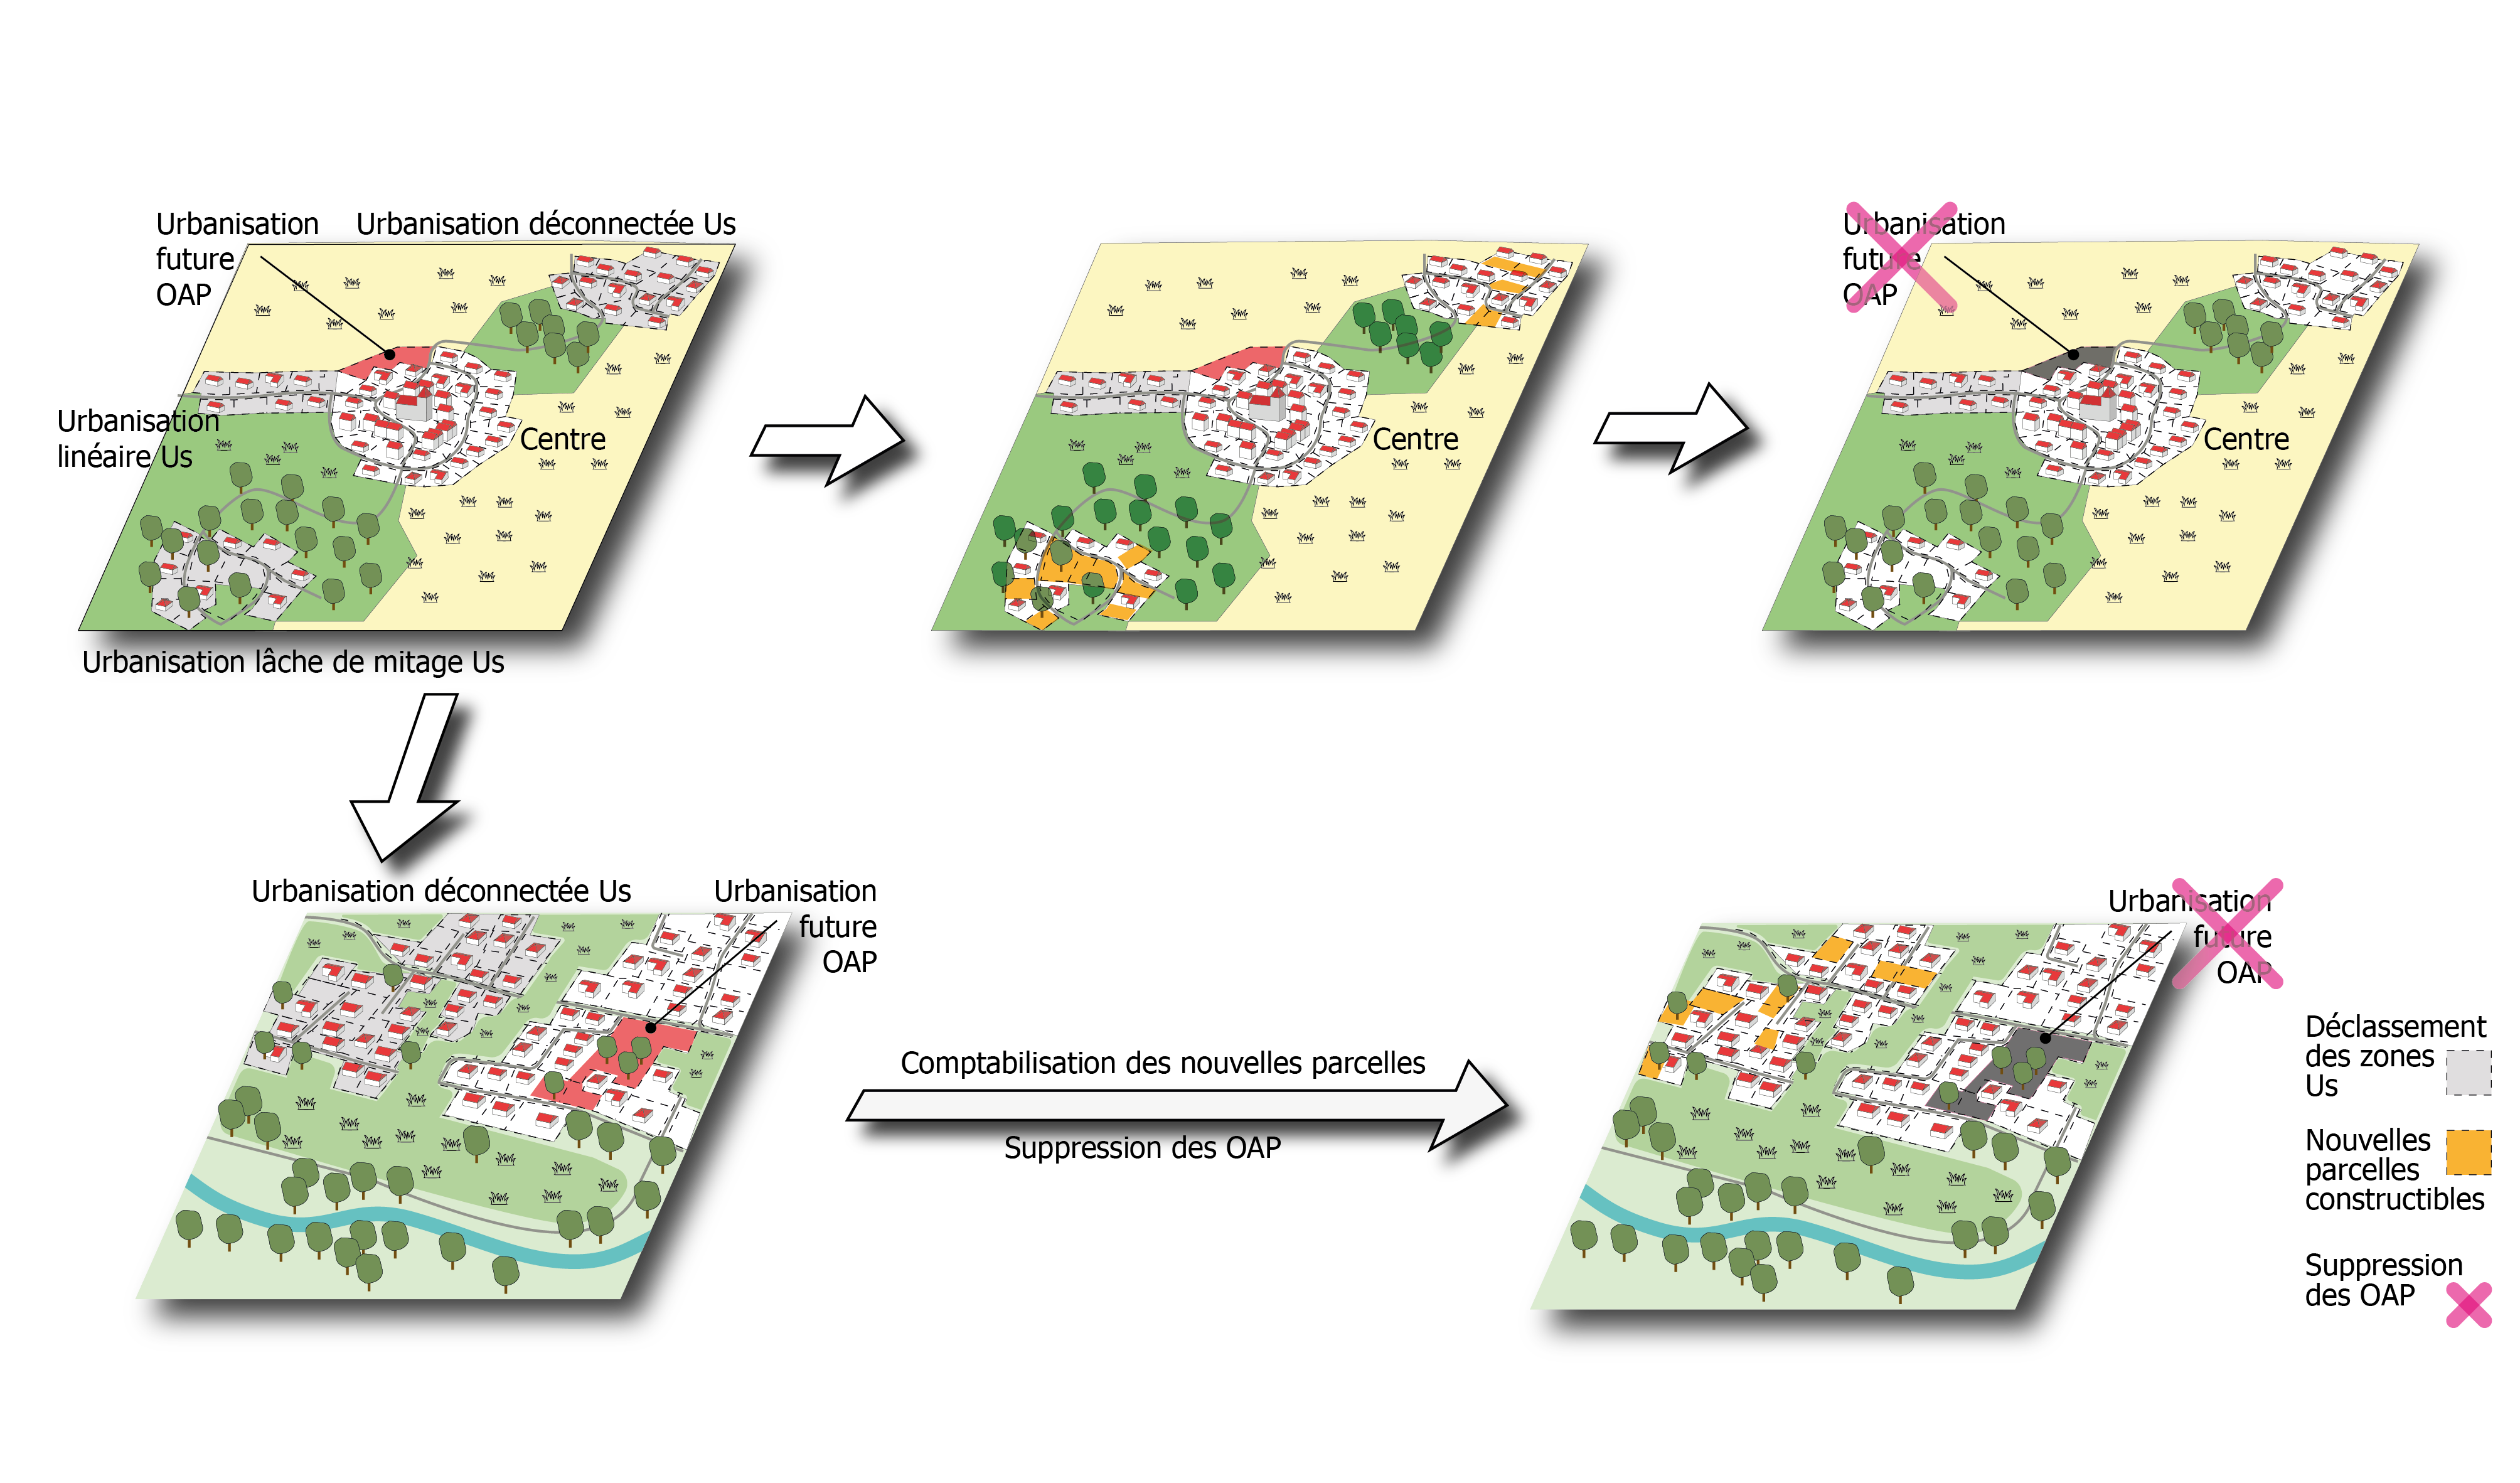 Urbanisation
future
OAP
Urbanisation déconnectée Us
Urbanisation
linéaire Us
Centre
Urbanisation lâche de mitage Us
Centre
Urbanisation
future
OAP
Centre
Urbanisation déconnectée Us
Urbanisation
future
OAP
Comptabilisation des nouvelles parcelles
Suppression des OAP
Urbanisation
future
OAP
Déclassement
des zones
Us
Nouvelles
parcelles
constructibles
Suppression
des OAP